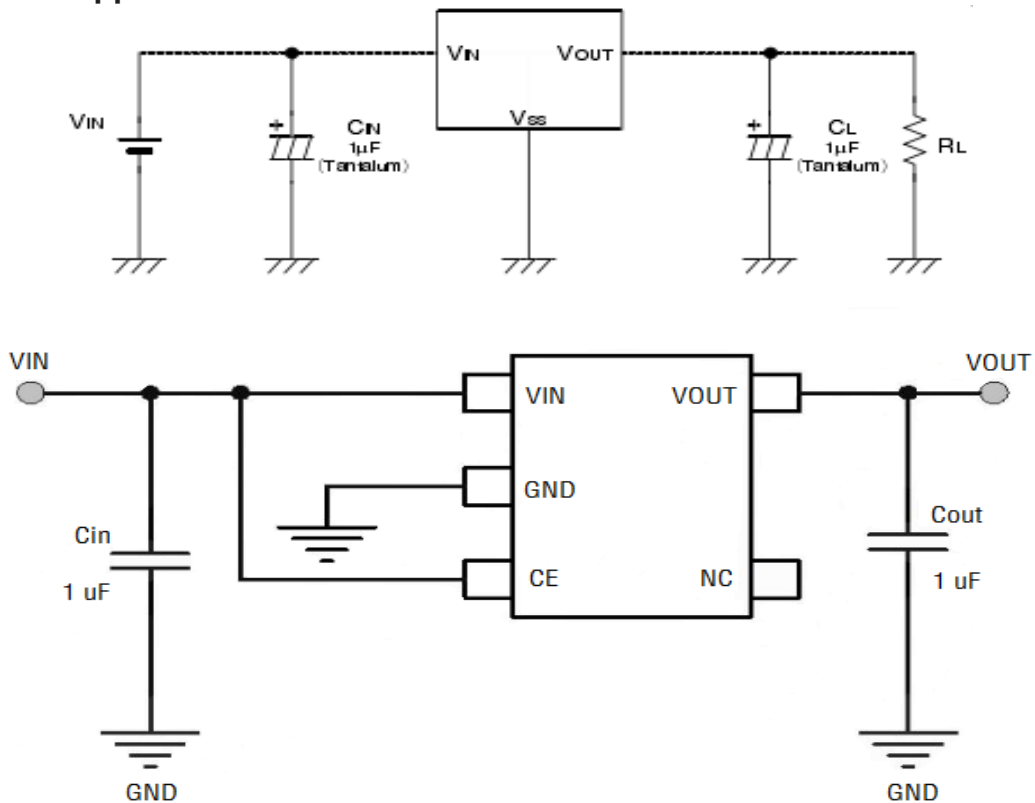 VIN VOUT
VSS
VIN
+ CIN
1µF
(Tantalum)
+ CL
1µF
(Tantalum)
RL
VIN
VOUT
VIN VOUT
GND
CE NC
Cin
1 uF
Cout
1 uF
GND
GND